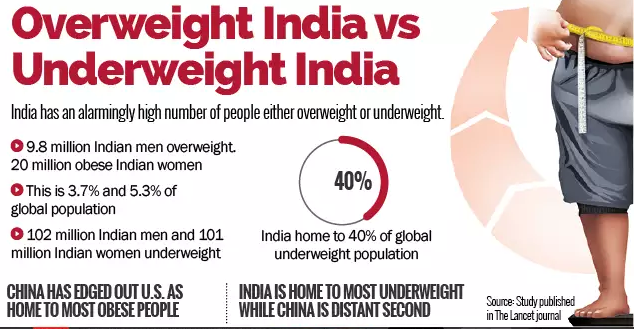 Overweight India vs
Underweight India
India has an alarmingly high number of people either overweight or underweight.
9.8 million Indian men overweight.
20 million obese Indian women
This is 3.7% and 5.3% of
global population
102 million Indian men and 101
million Indian women underweight
40%
India home to 40% of global
underweight population
CHINA HAS EDGED OUT U.S. AS
HOME TO MOST OBESE PEOPLE
INDIA IS HOME TO MOST UNDERWEIGHT
WHILE CHINA IS DISTANT SECOND
Source: Study published
in The Lancet journal